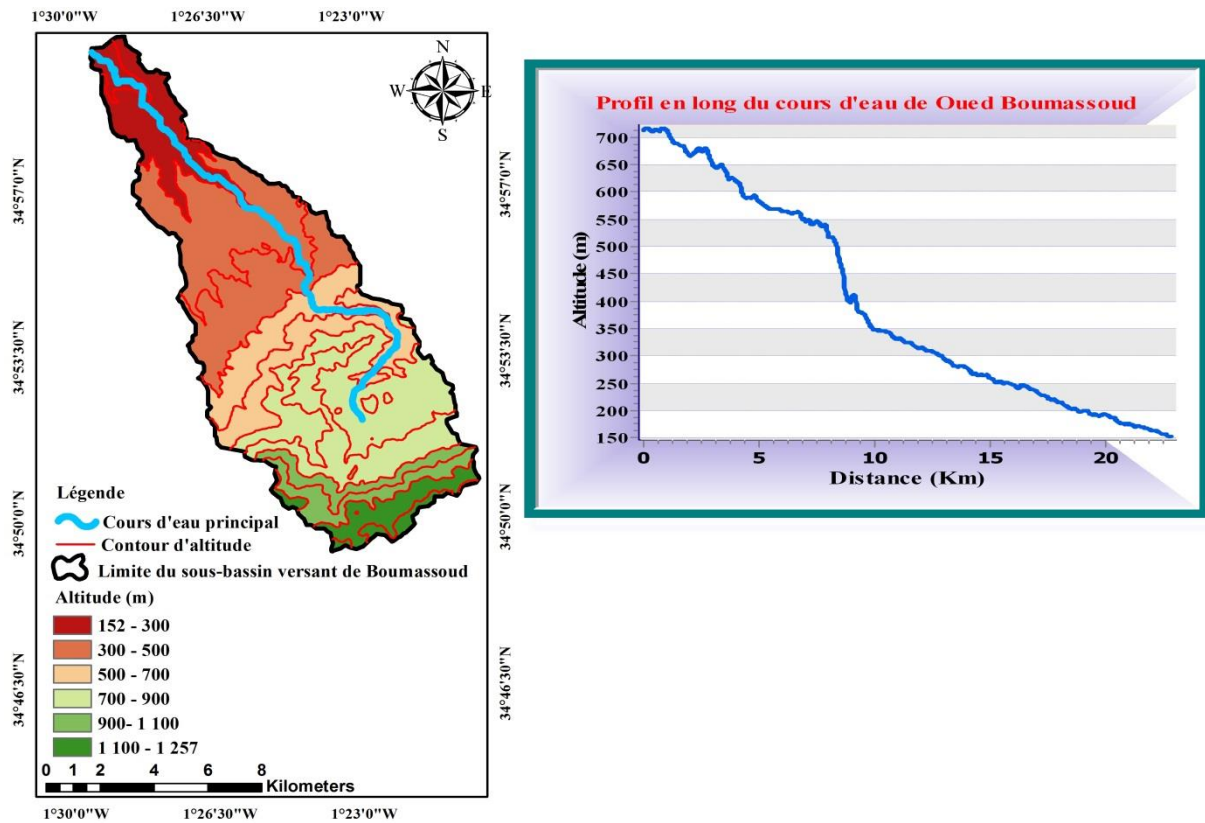 1°30'0"W 1°26'30"W 1°23'0"W
N
W E
S
34°57'0"N 34°57'0"N
34°53'30"N 34°53'30"N
34°50'0"N 34°50'0"N
34°46'30"N 34°46'30"N
Légende
Cours d'eau principal
Contour d'altitude
Limite du sous-bassin versant de Boumassoud
Altitude (m)
152 - 300
300 - 500
500 - 700
700 - 900
900- 1 100
1 100 - 1 257
0 1 2 4 6 8
Kilometers
1°30'0"W 1°26'30"W 1°23'0"W
Profil en long du cours d'eau de Oued Boumassoud
Altitude (m)
700
650
600
550
500
450
400
350
300
250
200
150
0 5 10 15 20
Distance (Km)